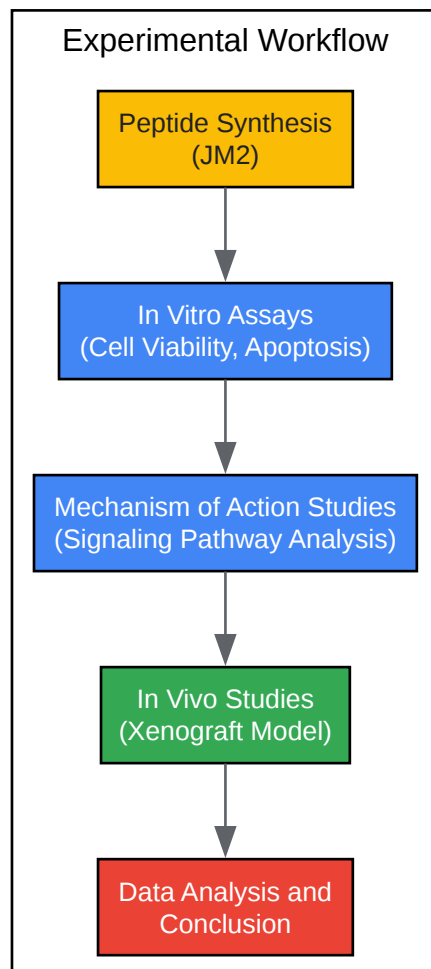 Experimental Workflow
Peptide Synthesis
(JM2)
In Vitro Assays
(Cell Viability, Apoptosis)
Mechanism of Action Studies
(Signaling Pathway Analysis)
In Vivo Studies
(Xenograft Model)
Data Analysis and
Conclusion